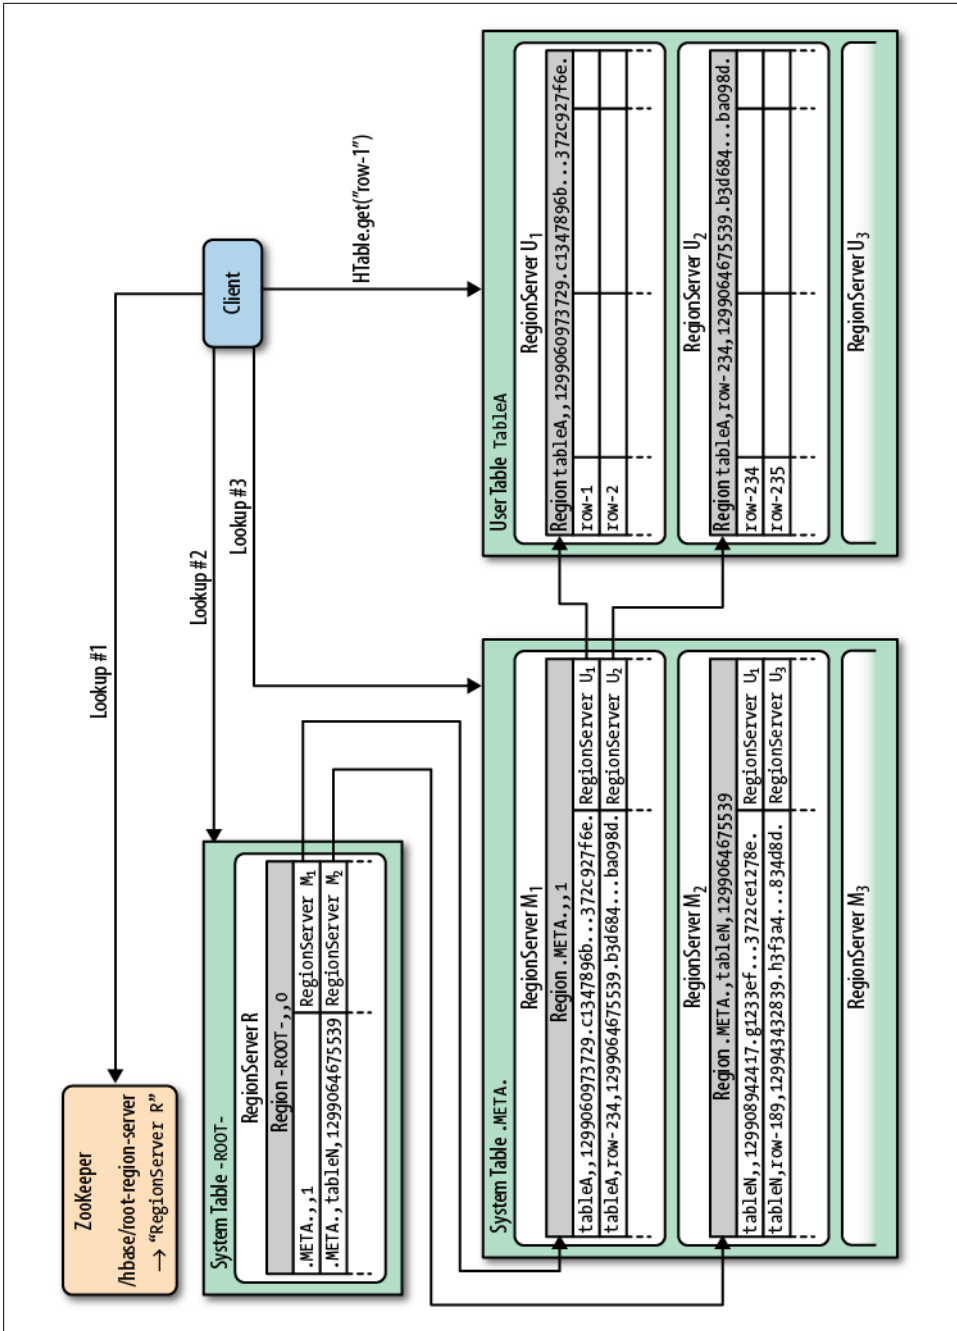 ZooKeeper
/hbase/root-region-server
→ “RegionServer R”
Lookup #1
Lookup #2
Lookup #3
Client
HTable.get(“row-1”)
System Table -ROOT-
RegionServer R
Region -ROOT-,,0
.META.,,1 RegionServer M1
.META.,tableN,1299064675539 RegionServer M2
System Table .META.
RegionServer M1
Region .META.,,1
tableA,,1299060973729.c1347896b...372c927f6e. RegionServer U1
tableA,row-234,1299064675539.b3d684...ba098d. RegionServer U2
RegionServer M2
Region .META.,tableN,1299064675539
tableN,,129908942417.g1233ef...3722ce1278e. RegionServer U1
tableN,row-189,129943432839.h3f3a4...834d8d. RegionServer U3
RegionServer M3
User Table TableA
RegionServer U1
Region tableA,,1299060973729.c1347896b...372c927f6e.
row-1
row-2
RegionServer U2
Region tableA,row-234,1299064675539.b3d684...ba098d.
row-234
row-235
RegionServer U3